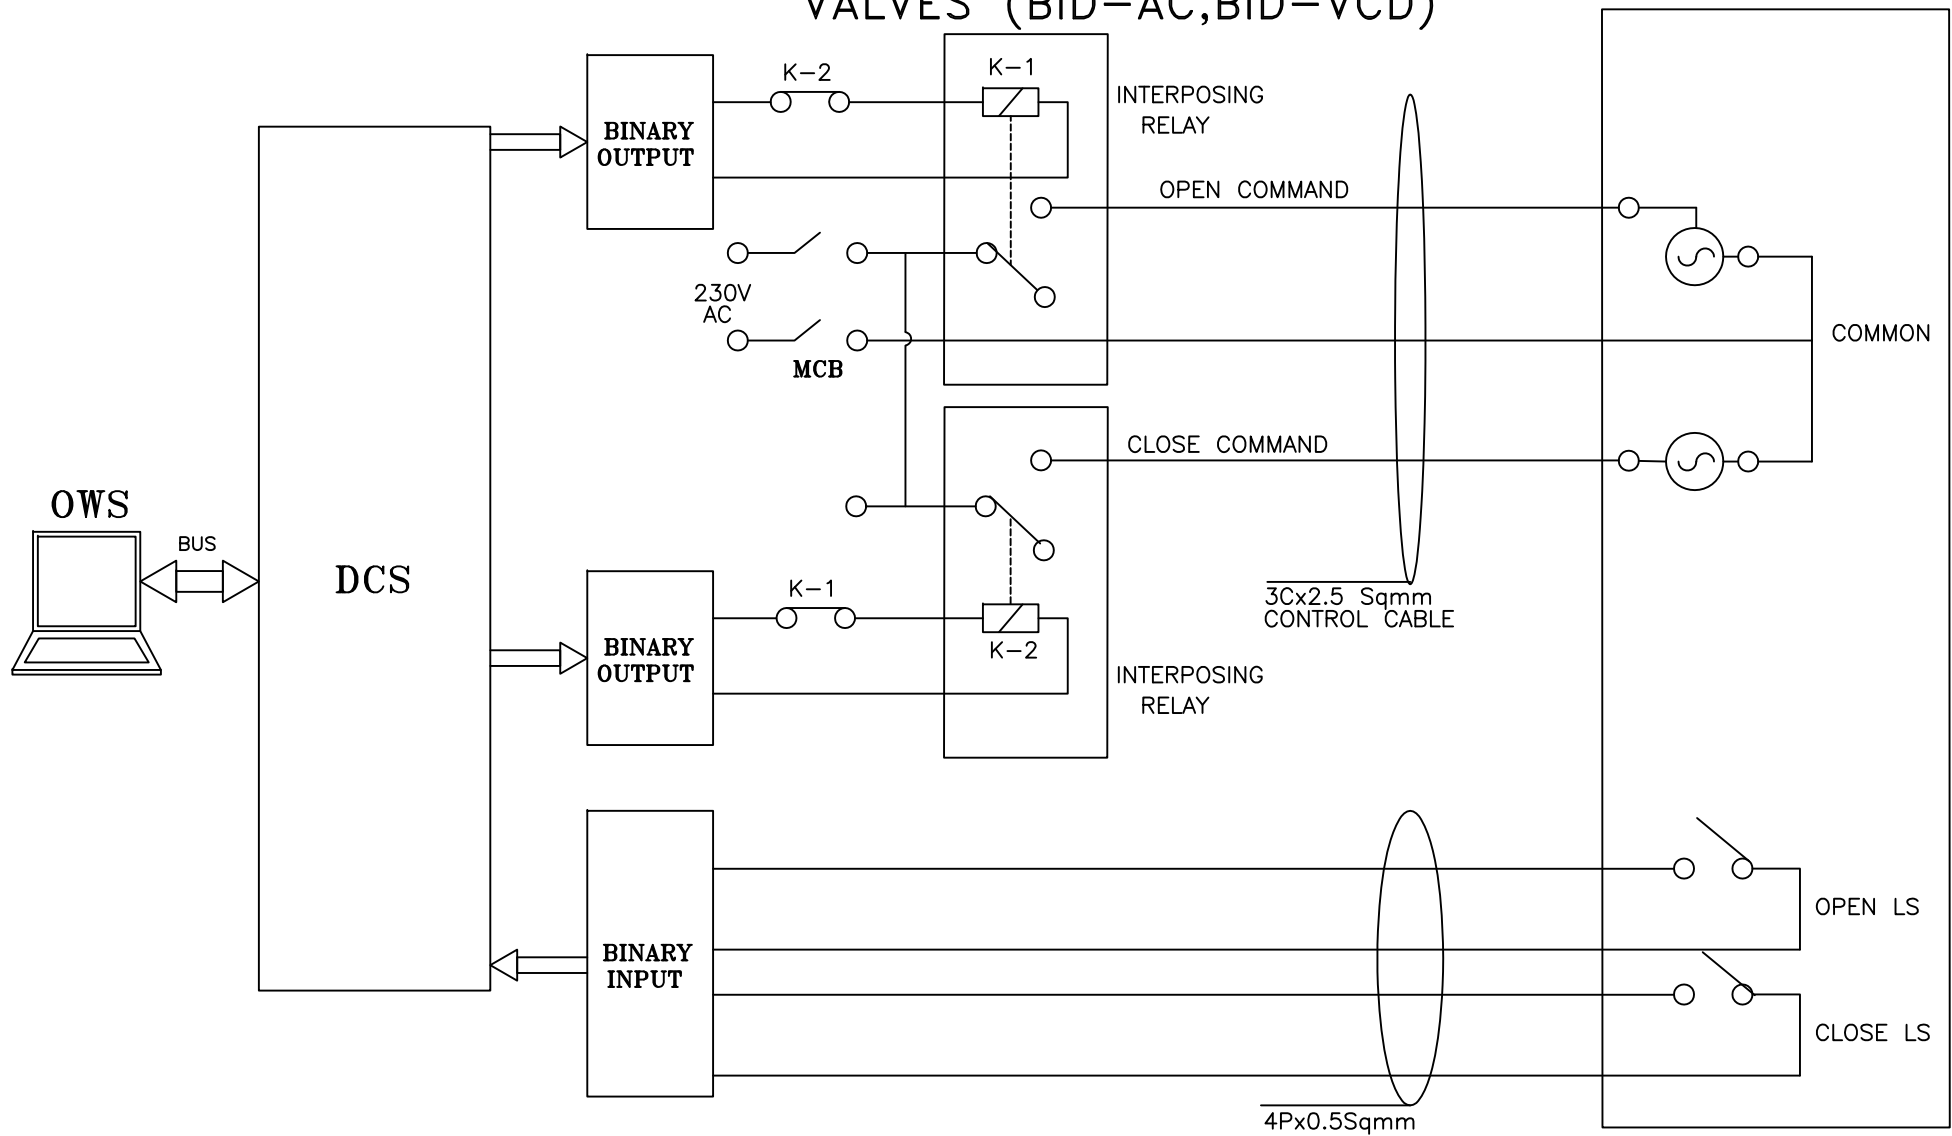 VALVES (BID-AC,BID-VCD)
K-2
K-1
INTERPOSING
RELAY
BINARY
OUTPUT
OPEN COMMAND
230V
AC
MCB
COMMON
CLOSE COMMAND
OWS
BUS
DCS
K-1
3Cx2.5 Sqmm
CONTROL CABLE
BINARY
OUTPUT
K-2
INTERPOSING
RELAY
OPEN LS
BINARY
INPUT
CLOSE LS
4Px0.5Sqmm